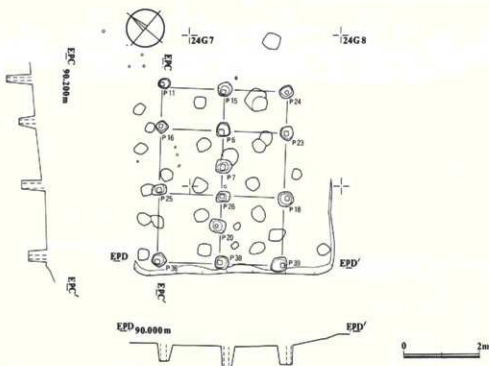 24G7
24G8
EPC
90.200m
EPC
P11
P15
P24
P16
P6
P23
P7
P25
P26
P18
P20
EPD
P36
P38
P39
EPD'
EPC'
EPC'
EPD 90.000m
EPD'
0 2m